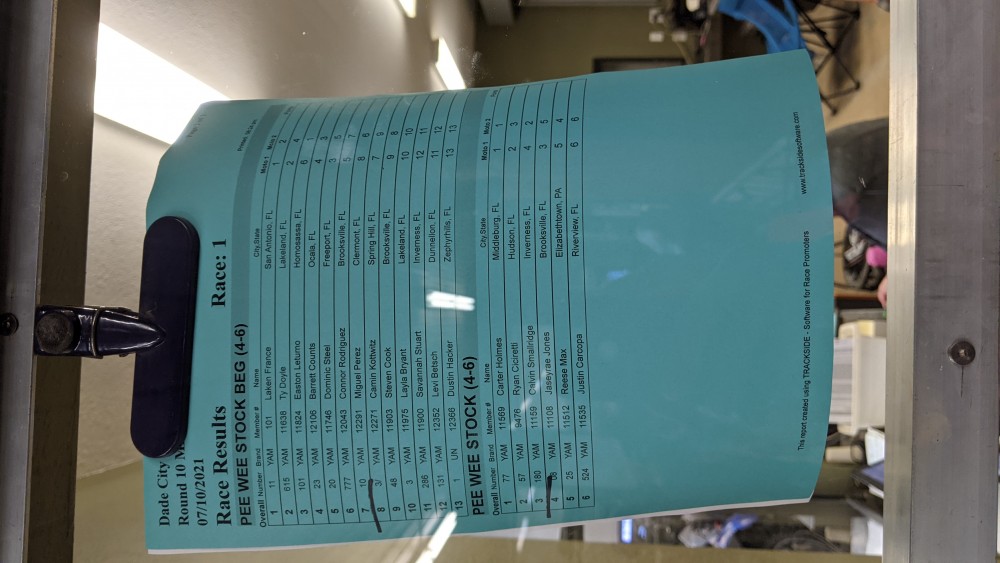 Dade City
Round 10
07/10/2021
Race Results Race: 1
PEE WEE STOCK BEG (4-6)
Overall Number Brand Member # Name City,State Moto 1 Moto 2
1 11 YAM 101 Laken France San Antonio, FL 1 2
2 615 YAM 11638 Ty Doyle Lakeland, FL 2 4
3 101 YAM 11824 Easton Leturno Homosassa, FL 6 1
4 23 YAM 12106 Barrett Counts Ocala, FL 4 3
5 20 YAM 11746 Dominic Steel Freeport, FL 3 5
6 777 YAM 12043 Connor Rodriguez Brooksville, FL 5 7
7 10 YAM 12291 Miguel Perez Clermont, FL 8 6
8 YAM 12271 Camin Kottwitz Spring Hill, FL 7 9
9 48 YAM 11903 Steven Cook Brooksville, FL 9 8
10 3 YAM 11975 Layla Bryant Lakeland, FL 10 10
11 286 YAM 11900 Savannah Stuart Inverness, FL 12 11
12 131 YAM 12352 Levi Betsch Dunnellon, FL 11 12
13 1 UN 12366 Dustin Hacker Zephyrhills, FL 13 13
PEE WEE STOCK (4-6)
Overall Number Brand Member # Name City,State Moto 1 Moto 2
1 77 YAM 11569 Carter Holmes Middleburg, FL 1 1
2 57 YAM 9476 Ryan Ciciretti Hudson, FL 2 3
3 180 YAM 11159 Calvin Smallridge Inverness, FL 4 2
4 YAM 11108 Jaseyrae Jones Brooksville, FL 3 5
5 25 YAM 11512 Reese Max Elizabethtown, PA 5 4
6 524 YAM 11535 Justin Caroopa Riverview, FL 6 6
This report created using TRACKSIDE - Software for Race Promoters www.tracksidesoftware.com